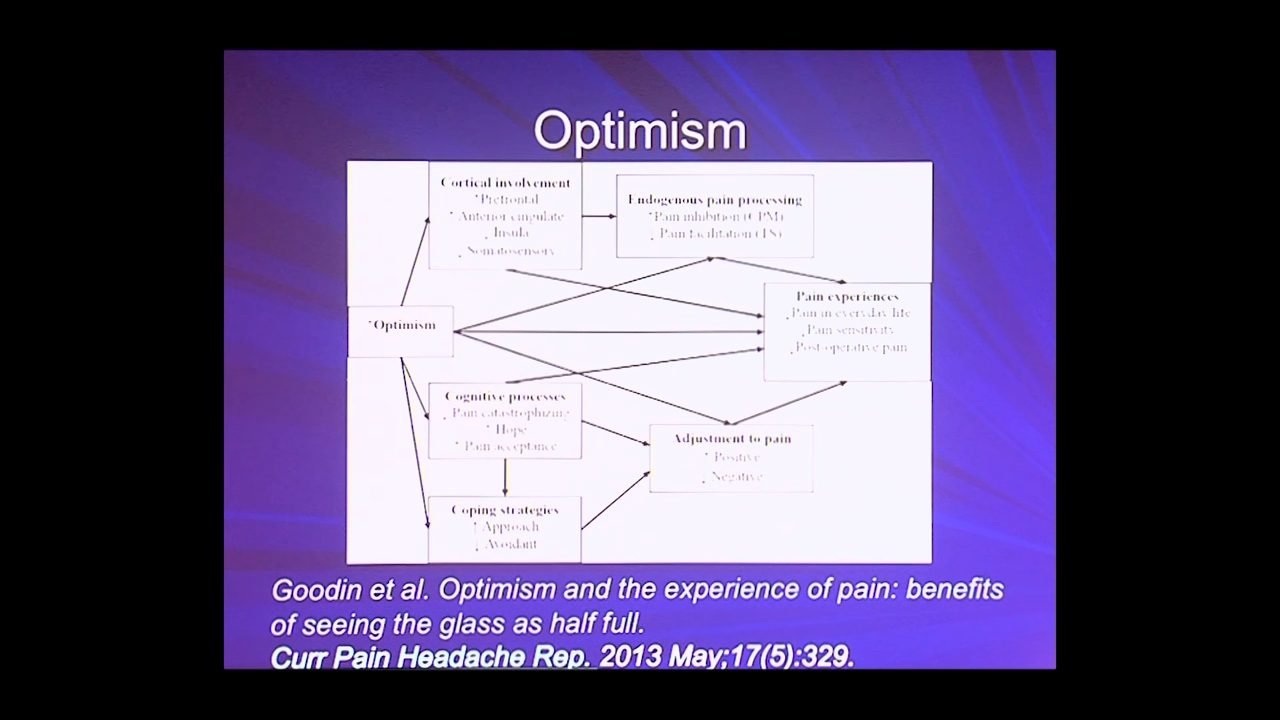 Optimism
Cortical involvement
↑Prefrontal
↑Anterior cingulate
↓Insula
↓Somatosensory
Endogenous pain processing
↑Pain inhibition (CPM)
↓Pain facilitation (TS)
Pain experiences
↓Pain in everyday life
↓Pain sensitivity
↓Post-operative pain
↑Optimism
Cognitive processes
↓Pain catastrophizing
↑Hope
↑Pain acceptance
Adjustment to pain
↑Positive
↓Negative
Coping strategies
↑Approach
↓Avoidant
Goodin et al. Optimism and the experience of pain: benefits
of seeing the glass as half full.
Curr Pain Headache Rep. 2013 May;17(5):329.